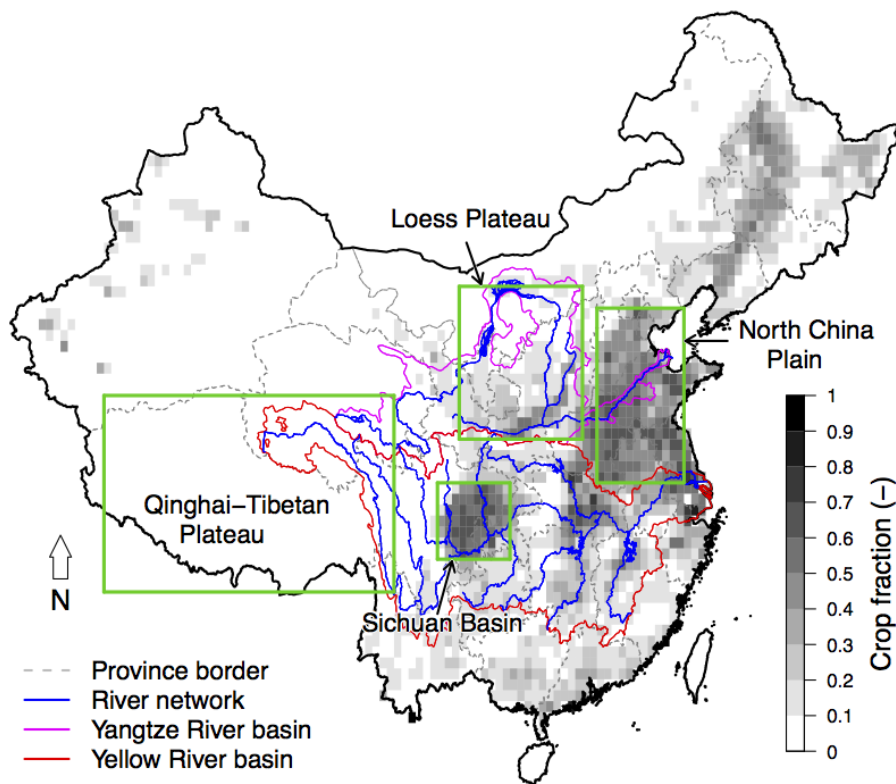 Loess Plateau
North China
Plain
Qinghai–Tibetan
Plateau
Sichuan Basin
N
Province border
River network
Yangtze River basin
Yellow River basin
Crop fraction (–)
1
0.9
0.8
0.7
0.6
0.5
0.4
0.3
0.2
0.1
0